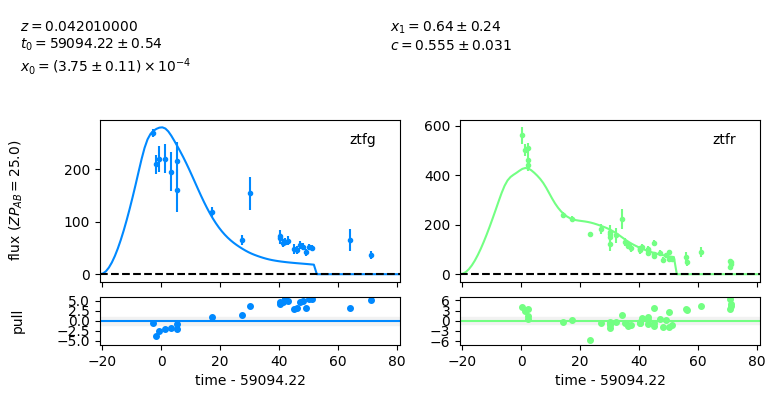 z = 0.042010000
t₀ = 59094.22 ± 0.54
x₀ = (3.75 ± 0.11) × 10⁻⁴
x₁ = 0.64 ± 0.24
c = 0.555 ± 0.031
flux (ZP_AB = 25.0)
200
100
0
ztfg
600
400
200
0
ztfr
pull
5.0
2.5
0.0
−2.5
−5.0
−20
0
20
40
60
80
time - 59094.22
6
3
0
−3
−6
−20
0
20
40
60
80
time - 59094.22